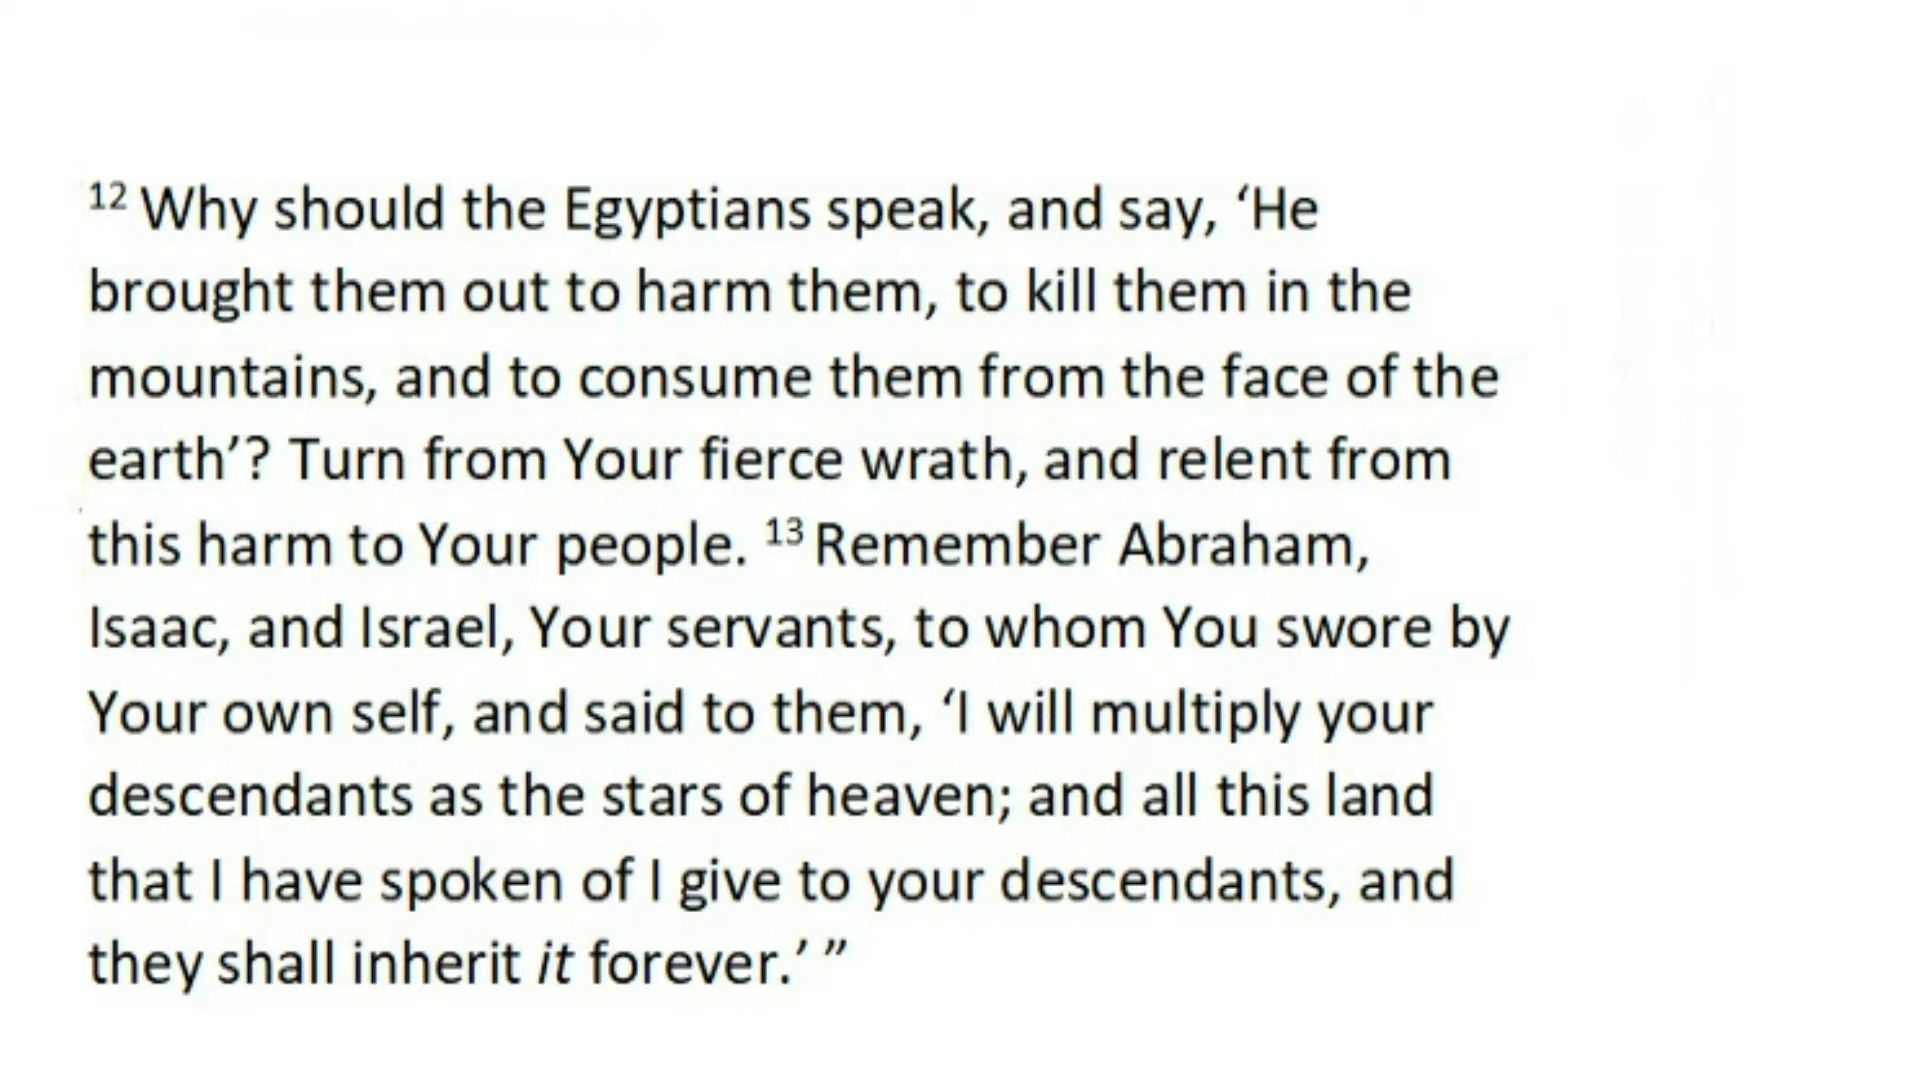 12 Why should the Egyptians speak, and say, ‘He
brought them out to harm them, to kill them in the
mountains, and to consume them from the face of the
earth’? Turn from Your fierce wrath, and relent from
this harm to Your people. 13 Remember Abraham,
Isaac, and Israel, Your servants, to whom You swore by
Your own self, and said to them, ‘I will multiply your
descendants as the stars of heaven; and all this land
that I have spoken of I give to your descendants, and
they shall inherit it forever.’ ”